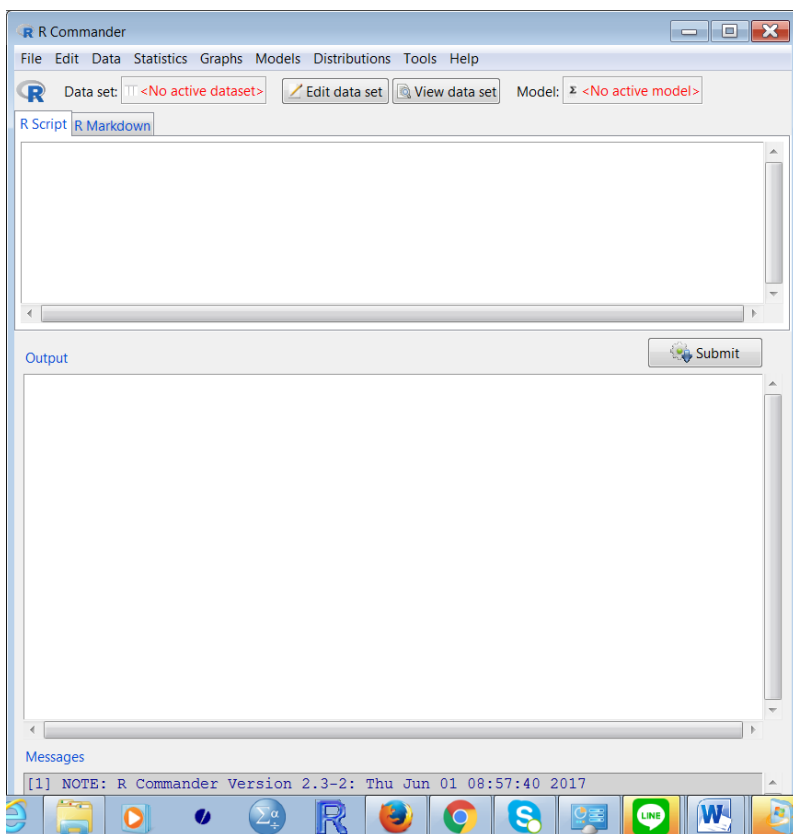 R Commander
File Edit Data Statistics Graphs Models Distributions Tools Help
R Data set: <No active dataset> Edit data set View data set Model: Σ <No active model>
R Script R Markdown
Output Submit
Messages
[1] NOTE: R Commander Version 2.3-2: Thu Jun 01 08:57:40 2017
Σα R S LINE W